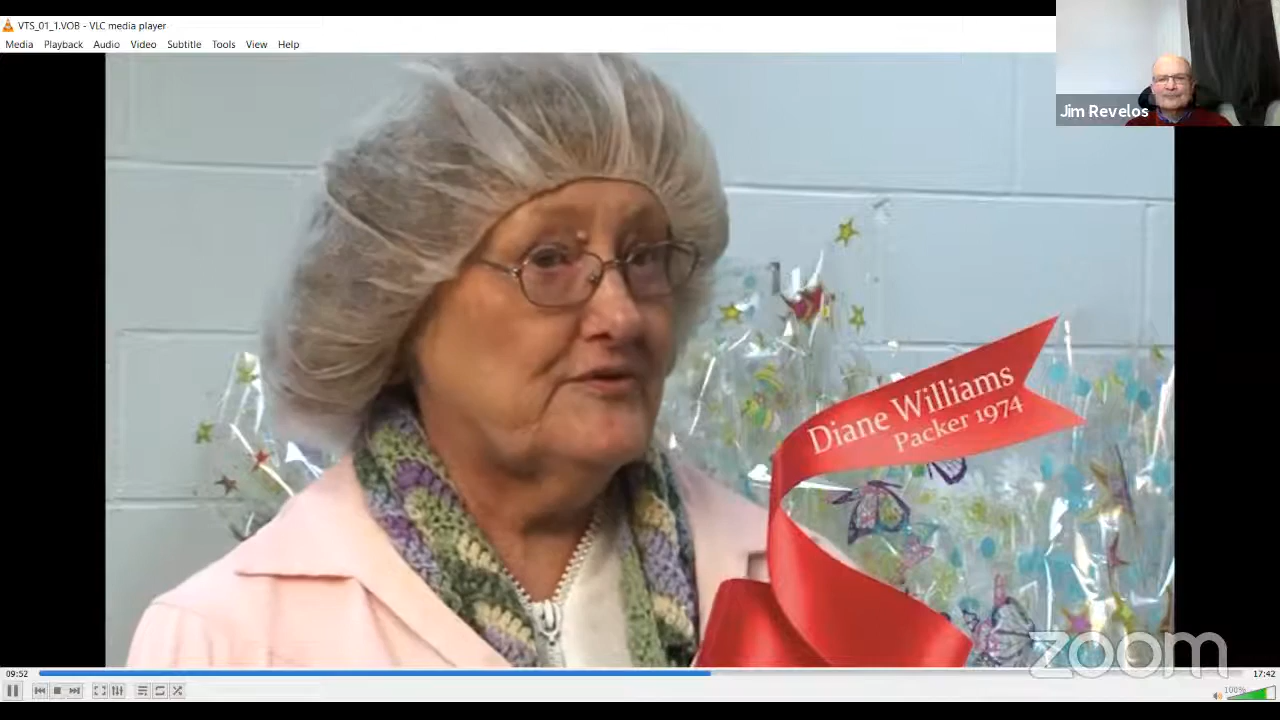 VTS_01_1.VOB - VLC media player
Media Playback Audio Video Subtitle Tools View Help
Jim Revelos
Diane Williams
Packer 1974
zoom
09:52
17:42
100%